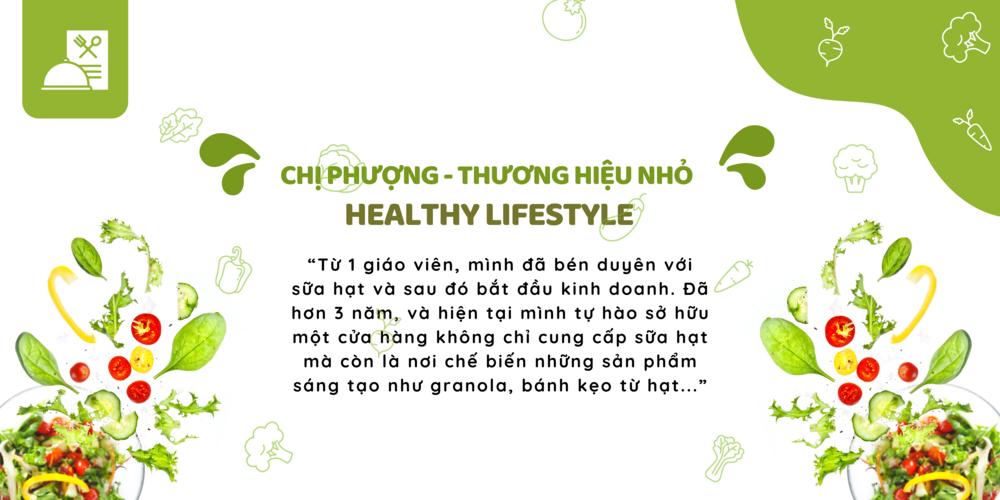 CHỊ PHƯỢNG - THƯƠNG HIỆU NHỎ
HEALTHY LIFESTYLE
“Từ 1 giáo viên, mình đã bén duyên với
sữa hạt và sau đó bắt đầu kinh doanh. Đã
hơn 3 năm, và hiện tại mình tự hào sở hữu
một cửa hàng không chỉ cung cấp sữa hạt
mà còn là nơi chế biến những sản phẩm
sáng tạo như granola, bánh kẹo từ hạt...”